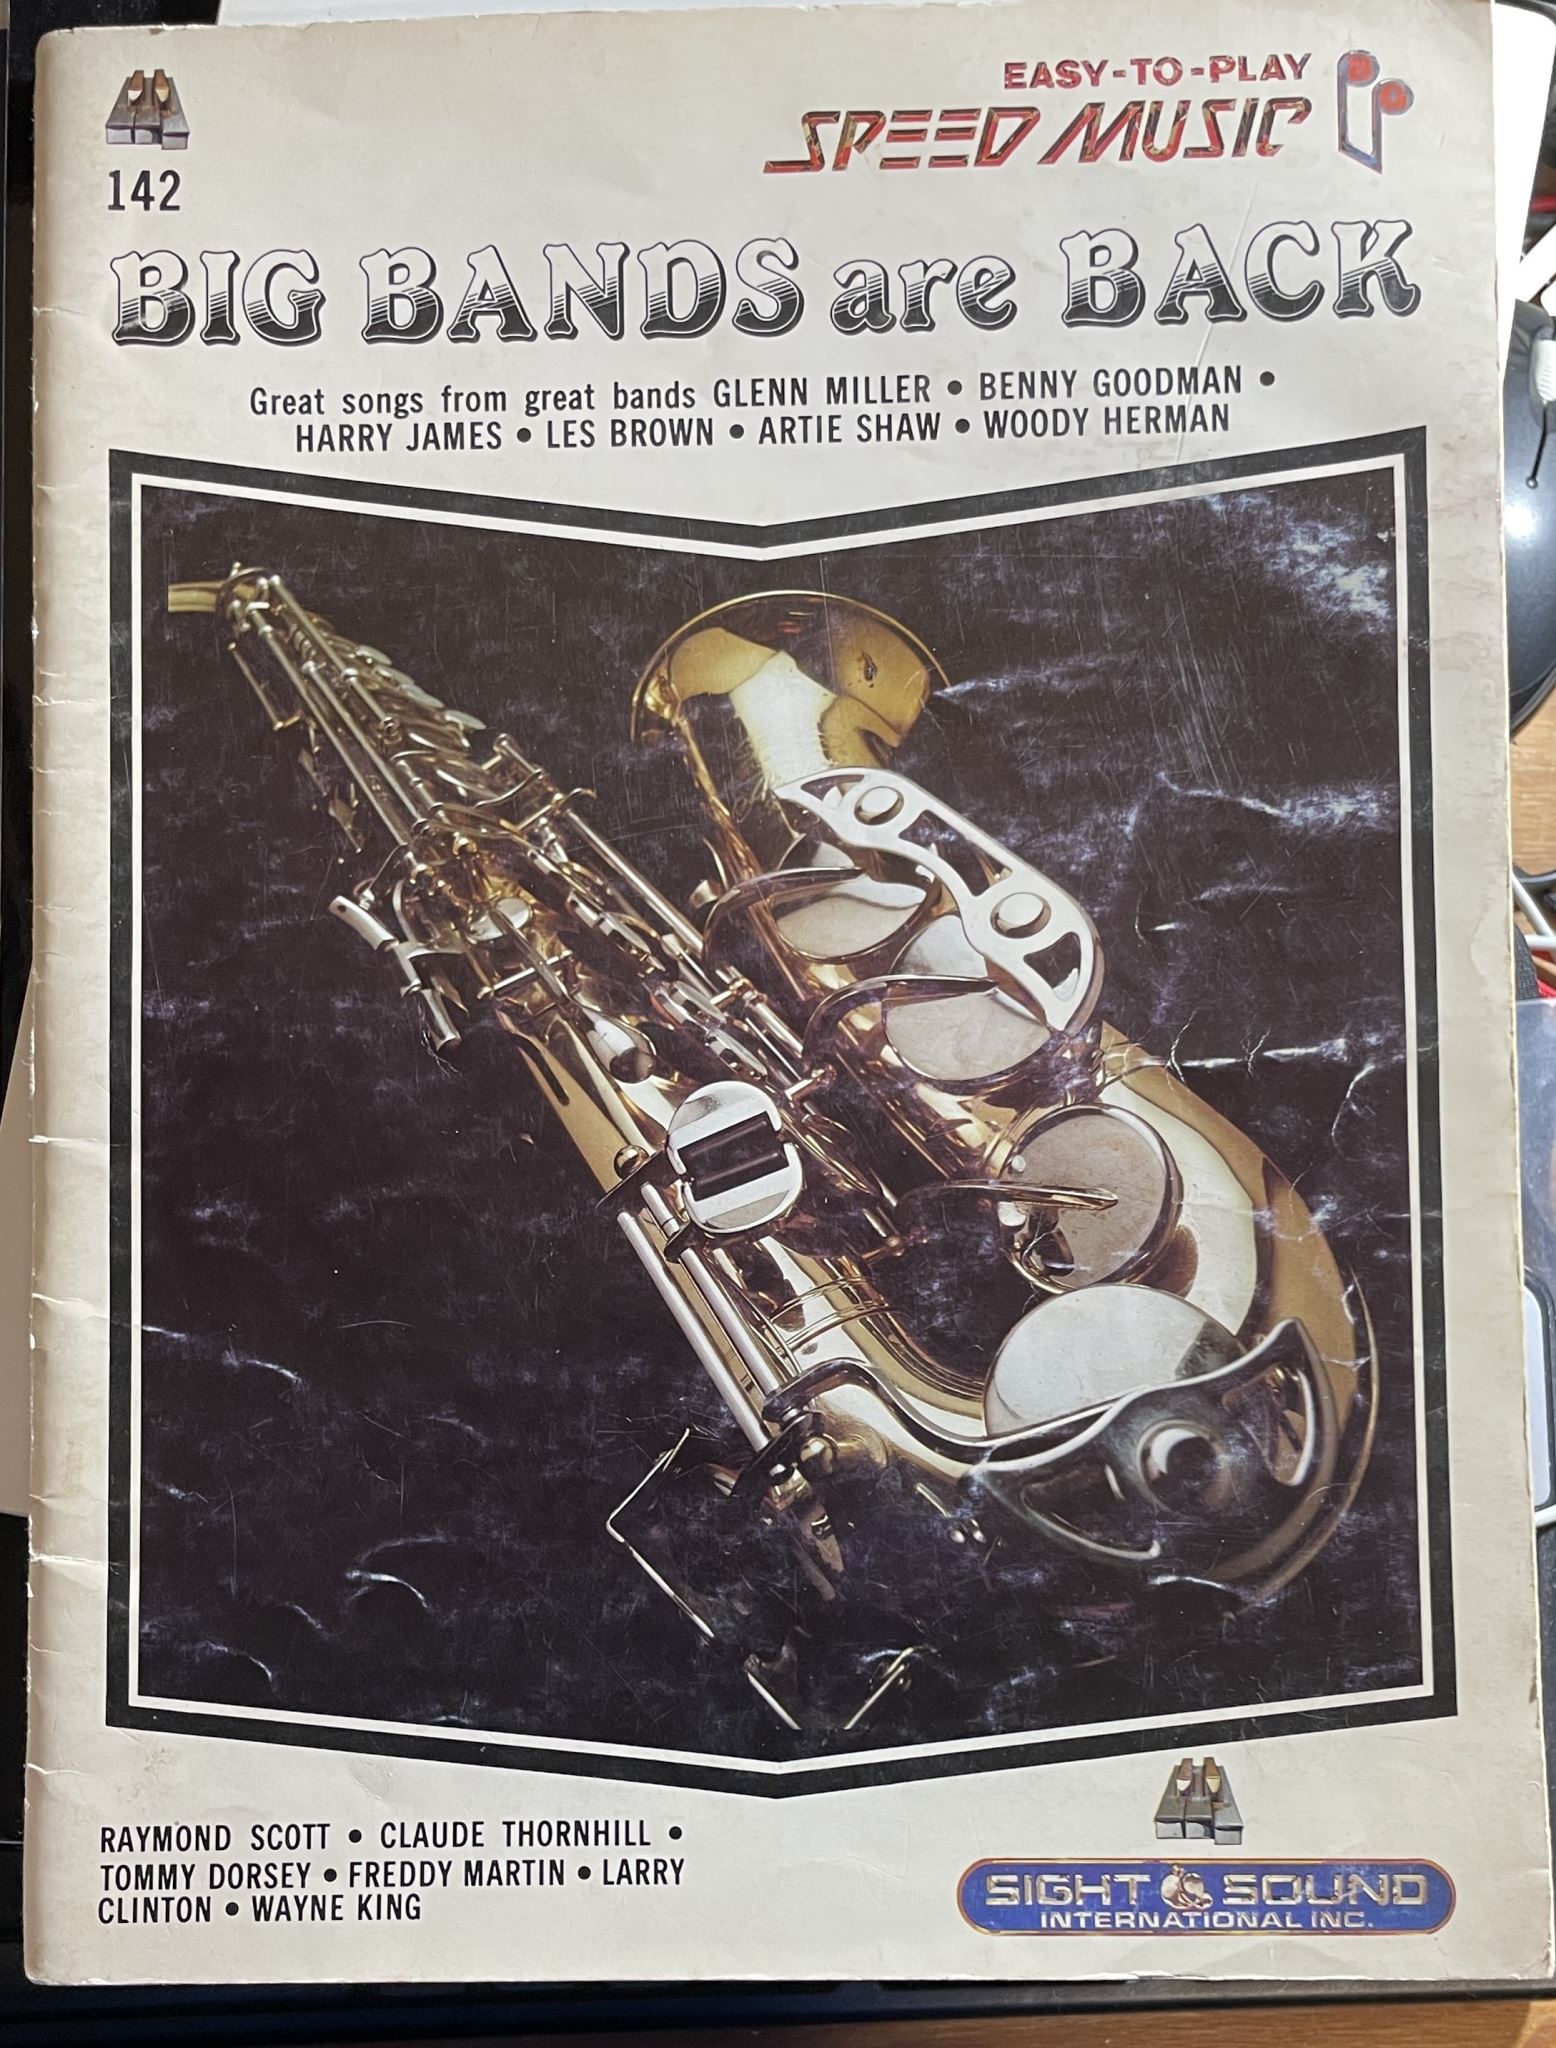 EASY-TO-PLAY
SPEED MUSIC
142
BIG BANDS are BACK
Great songs from great bands GLENN MILLER • BENNY GOODMAN •
HARRY JAMES • LES BROWN • ARTIE SHAW • WOODY HERMAN
RAYMOND SCOTT • CLAUDE THORNHILL •
TOMMY DORSEY • FREDDY MARTIN • LARRY
CLINTON • WAYNE KING
SIGHT & SOUND
INTERNATIONAL INC.